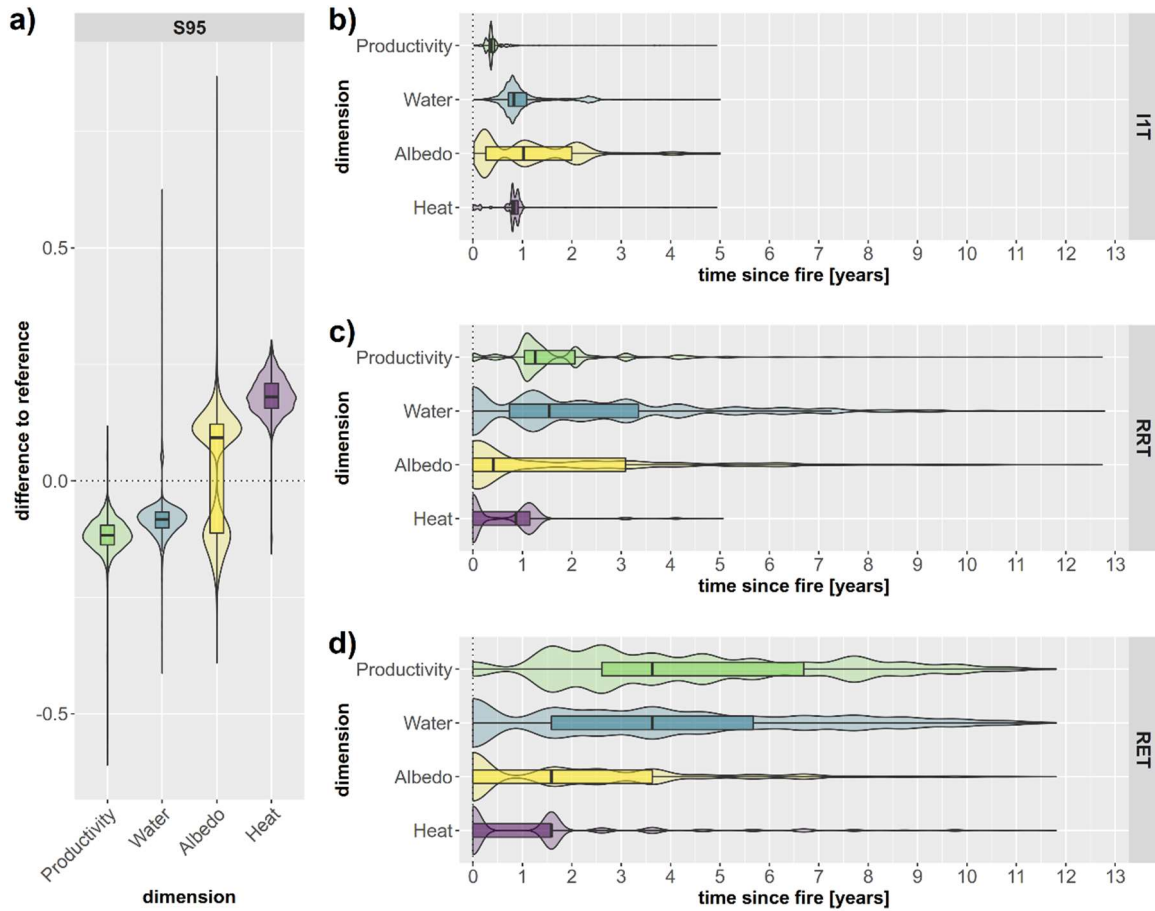 a)
S95
0.5
0.0
-0.5
difference to reference
Productivity
Water
Albedo
Heat
dimension
b)
Productivity
Water
Albedo
Heat
dimension
0 1 2 3 4 5 6 7 8 9 10 11 12 13
time since fire [years]
I1T
c)
Productivity
Water
Albedo
Heat
dimension
0 1 2 3 4 5 6 7 8 9 10 11 12 13
time since fire [years]
RRT
d)
Productivity
Water
Albedo
Heat
dimension
0 1 2 3 4 5 6 7 8 9 10 11 12 13
time since fire [years]
RET